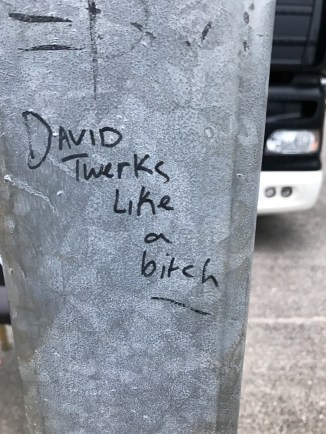 DAVID
Twerks
Like
a
bitch